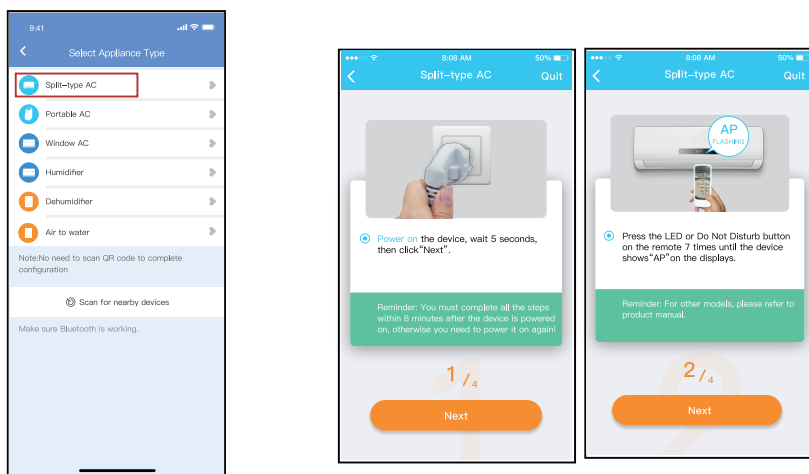 9:41
Select Appliance Type
Split-type AC
Portable AC
Window AC
Humidifier
Dehumidifier
Air to water
Note:No need to scan QR code to complete
configuration
Scan for nearby devices
Make sure Bluetooth is working.
8:08 AM
50%
Split-type AC
Quit
Power on the device, wait 5 seconds,
then click“Next”.
Reminder: You must complete all the steps
within 8 minutes after the device is powered
on, otherwise you need to power it on again!
1/4
Next
8:08 AM
50%
Split-type AC
Quit
AP
FLASHING
Press the LED or Do Not Disturb button
on the remote 7 times until the device
shows“AP”on the displays.
Reminder: For other models, please refer to
product manual.
2/4
Next